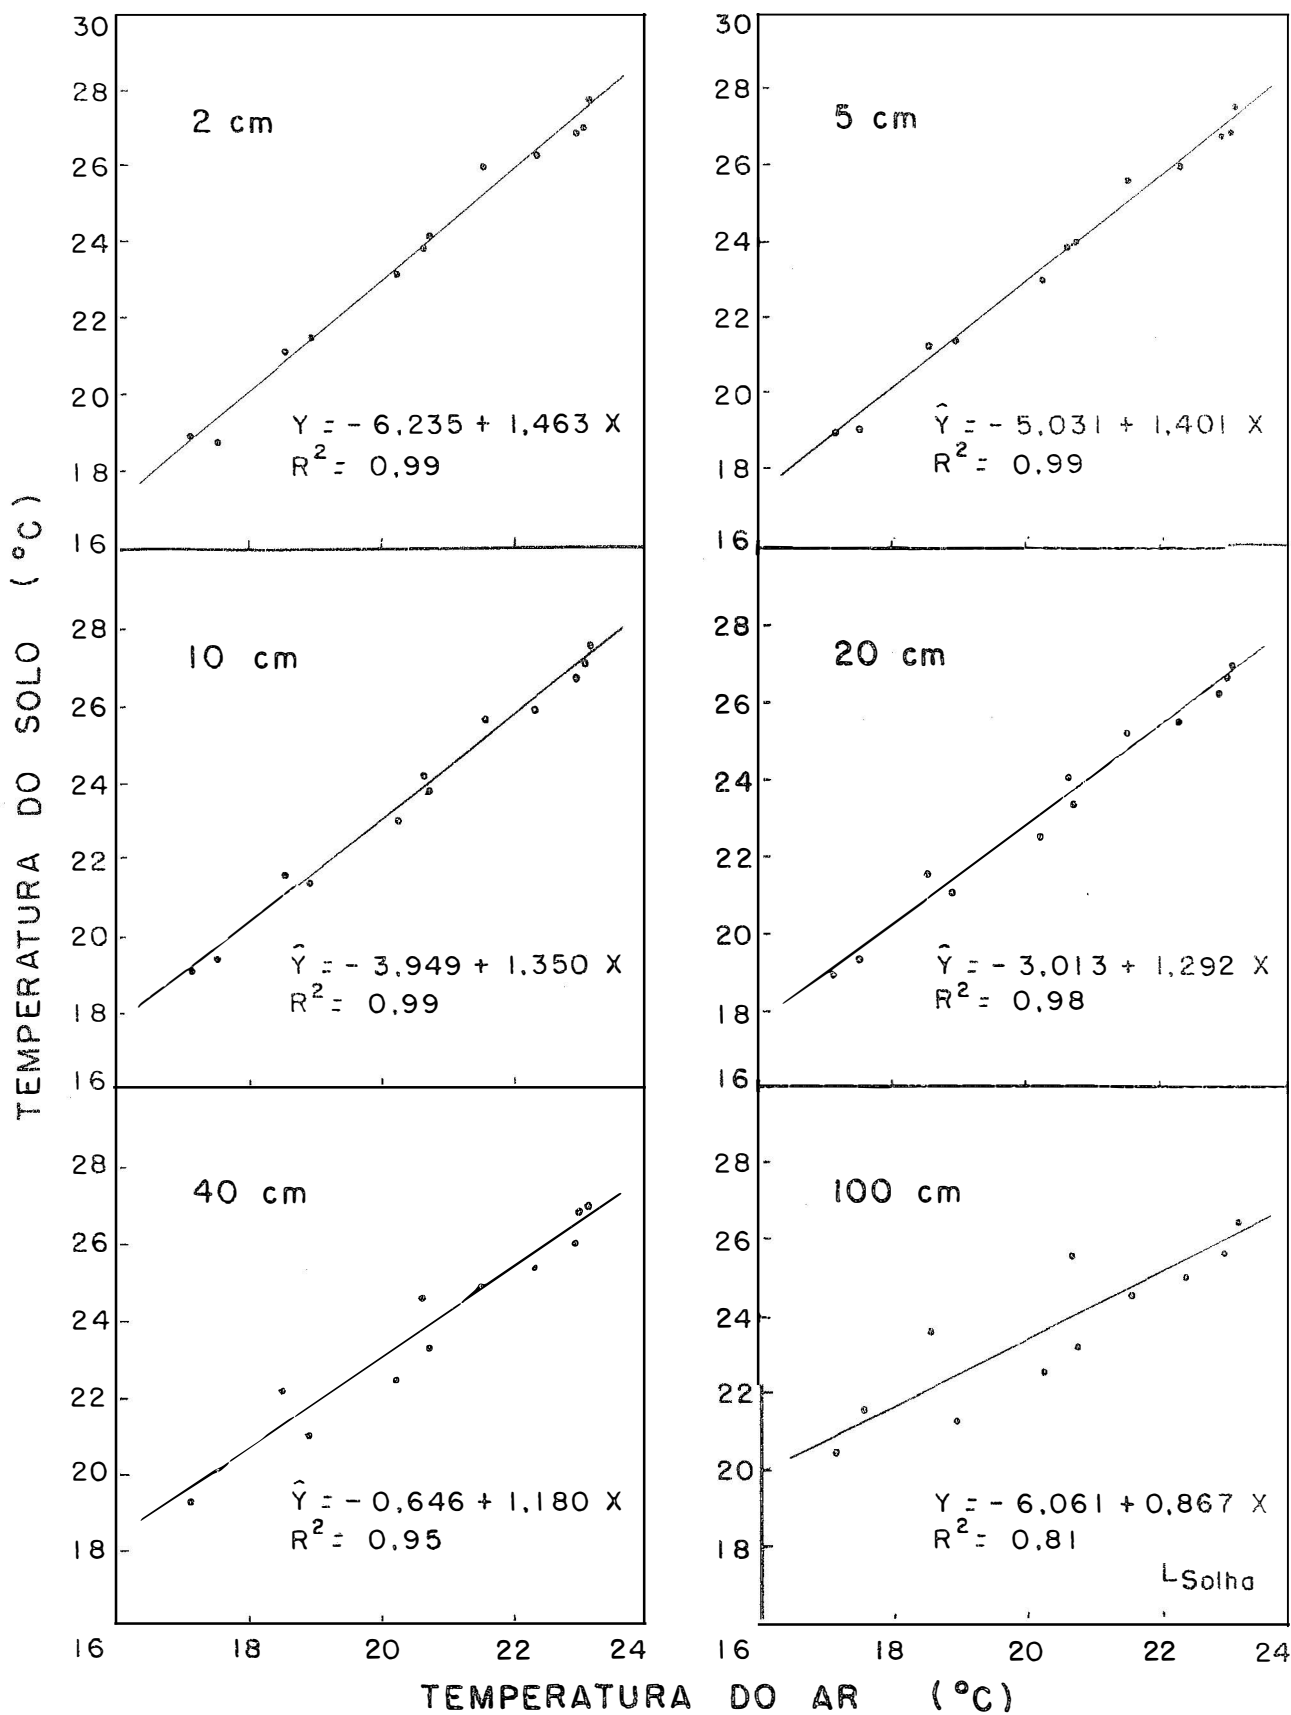 TEMPERATURA DO SOLO (°C)
30
28
26
24
22
20
18
16
2 cm
Y = - 6,235 + 1,463 X
R² = 0,99
30
28
26
24
22
20
18
16
5 cm
Ŷ = - 5,031 + 1,401 X
R² = 0,99
28
26
24
22
20
18
16
10 cm
Ŷ = - 3,949 + 1,350 X
R² = 0,99
28
26
24
22
20
18
16
20 cm
Ŷ = - 3,013 + 1,292 X
R² = 0,98
28
26
24
22
20
18
40 cm
Ŷ = - 0,646 + 1,180 X
R² = 0,95
28
26
24
22
20
18
100 cm
Y = - 6,061 + 0,867 X
R² = 0,81
LSolha
16 18 20 22 24
16 18 20 22 24
TEMPERATURA DO AR (°C)